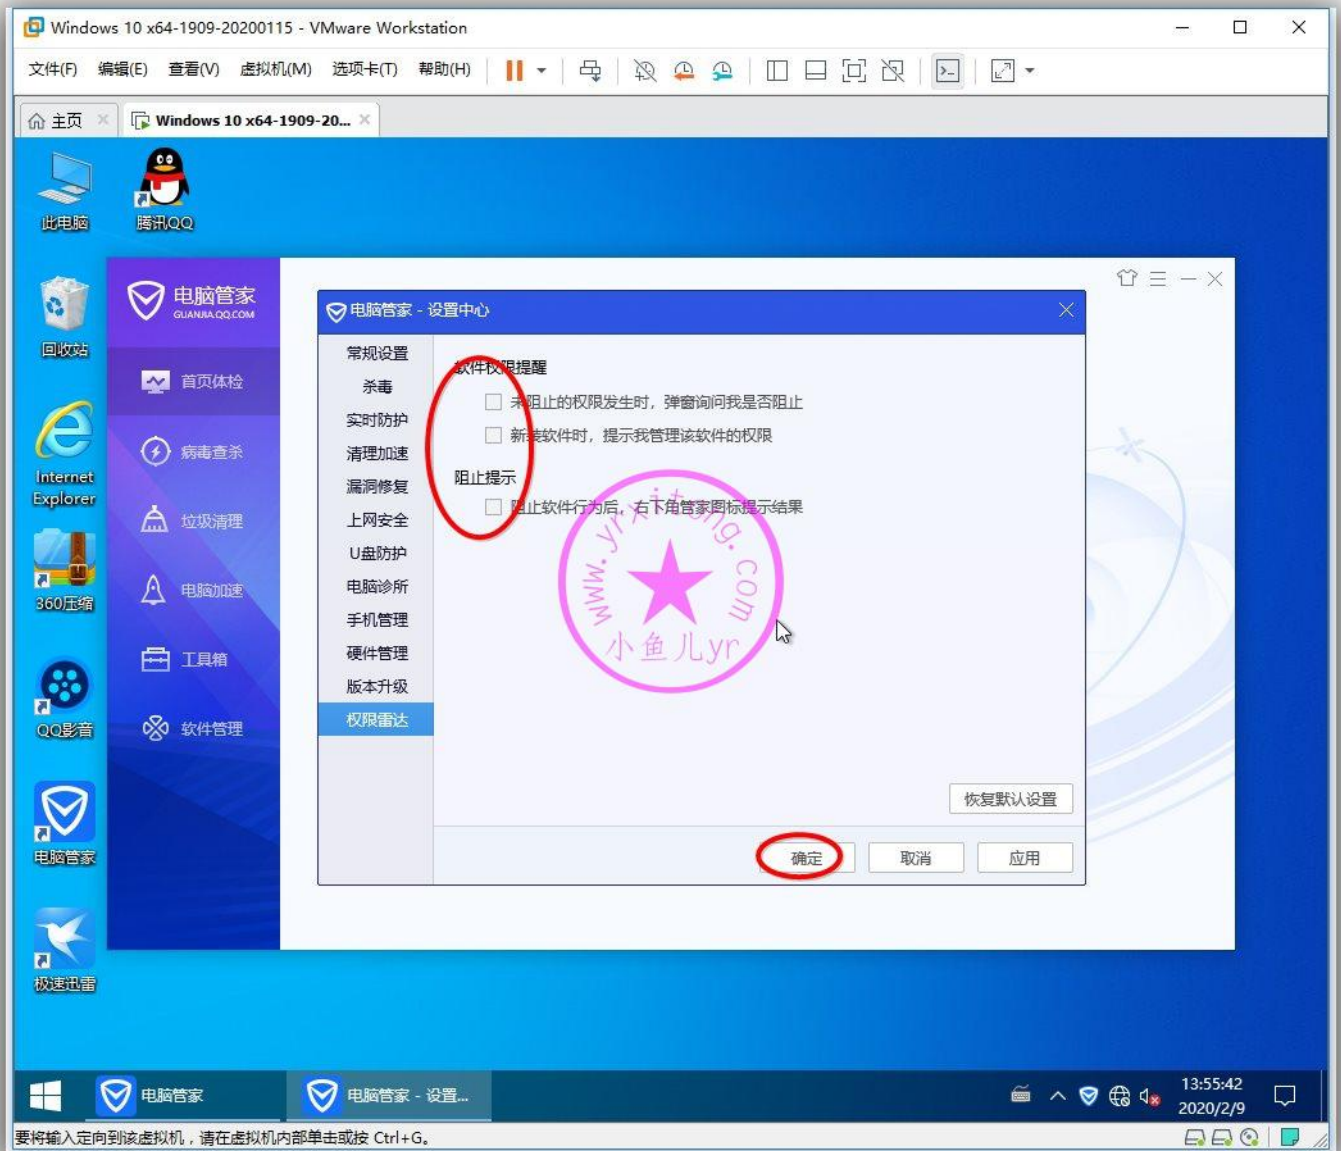 Windows 10 x64-1909-20200115 - VMware Workstation
文件(F) 编辑(E) 查看(V) 虚拟机(M) 选项卡(T) 帮助(H)
主页 Windows 10 x64-1909-20...
此电脑
腾讯QQ
回收站
Internet Explorer
360压缩
QQ影音
电脑管家
极速迅雷
电脑管家
GUANJIA.QQ.COM
首页体检
病毒查杀
垃圾清理
电脑加速
工具箱
软件管理
电脑管家 - 设置中心
常规设置
杀毒
实时防护
清理加速
漏洞修复
上网安全
U盘防护
电脑诊所
手机管理
硬件管理
版本升级
权限雷达
软件权限提醒
未阻止的权限发生时，弹窗询问我是否阻止
新装软件时，提示我管理该软件的权限
阻止提示
阻止软件行为后，右下角管家图标提示结果
www.yrxitong.com
小鱼儿yr
恢复默认设置
确定 取消 应用
电脑管家
电脑管家 - 设置...
13:55:42
2020/2/9
要将输入定向到该虚拟机，请在虚拟机内部单击或按 Ctrl+G。